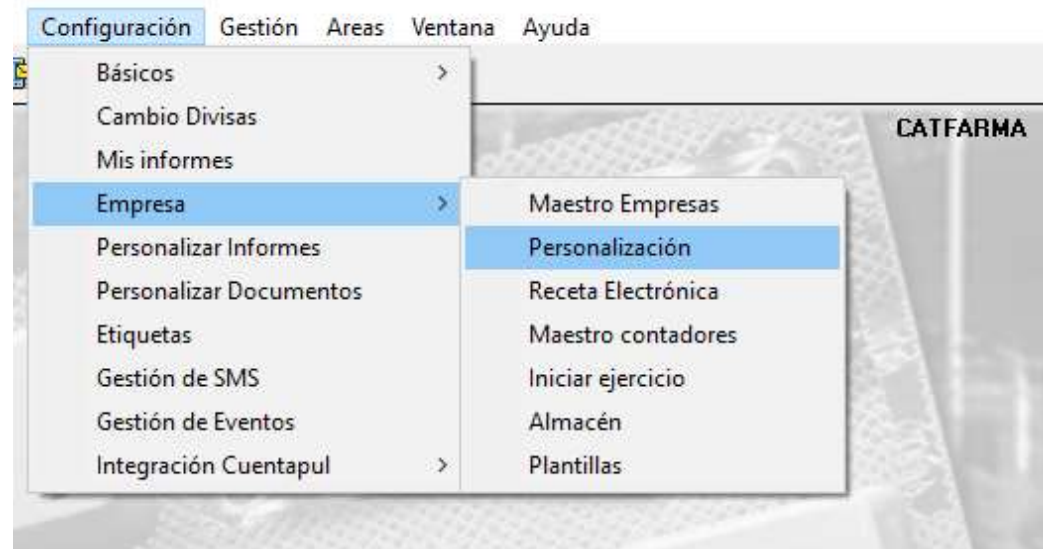 Configuración Gestión Areas Ventana Ayuda
Básicos
Cambio Divisas
Mis informes
Empresa
Personalizar Informes
Personalizar Documentos
Etiquetas
Gestión de SMS
Gestión de Eventos
Integración Cuentapul
CATFARMA
Maestro Empresas
Personalización
Receta Electrónica
Maestro contadores
Iniciar ejercicio
Almacén
Plantillas